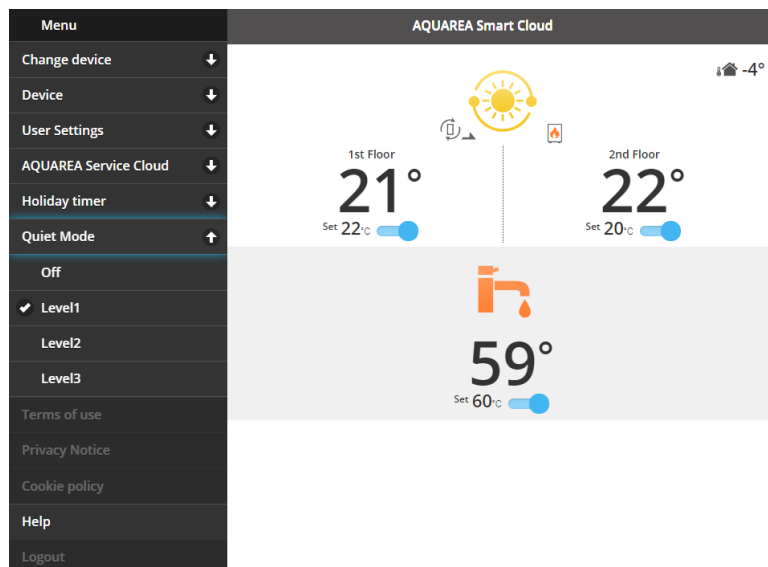 Menu
AQUAREA Smart Cloud
Change device
Device
User Settings
AQUAREA Service Cloud
Holiday timer
Quiet Mode
Off
Level1
Level2
Level3
Terms of use
Privacy Notice
Cookie policy
Help
Logout
-4°
1st Floor
21°
Set 22°C
2nd Floor
22°
Set 20°C
59°
Set 60°C